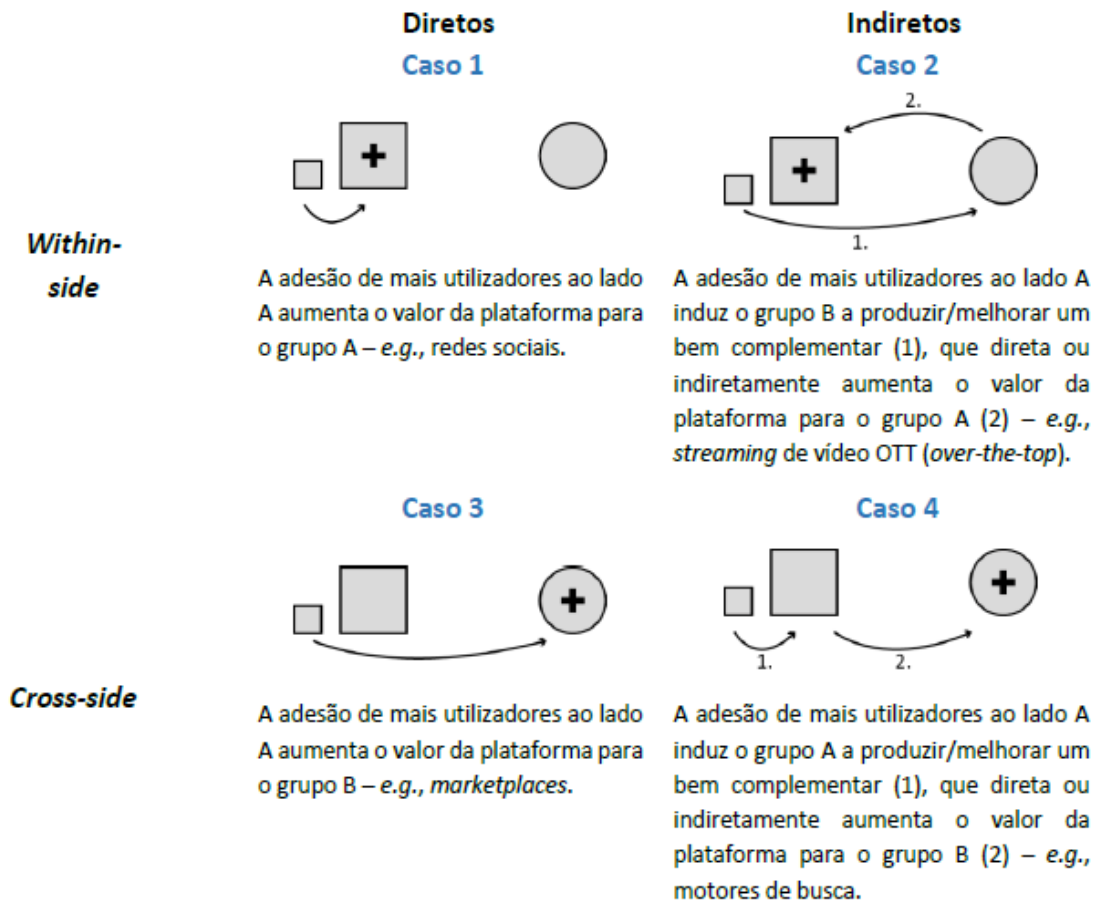 Diretos
Indiretos
Caso 1
Caso 2
2.
1.
Within-
side
A adesão de mais utilizadores ao lado
A aumenta o valor da plataforma para
o grupo A – e.g., redes sociais.
A adesão de mais utilizadores ao lado A
induz o grupo B a produzir/melhorar um
bem complementar (1), que direta ou
indiretamente aumenta o valor da
plataforma para o grupo A (2) – e.g.,
streaming de vídeo OTT (over-the-top).
Caso 3
Caso 4
1.
2.
Cross-side
A adesão de mais utilizadores ao lado
A aumenta o valor da plataforma para
o grupo B – e.g., marketplaces.
A adesão de mais utilizadores ao lado A
induz o grupo A a produzir/melhorar um
bem complementar (1), que direta ou
indiretamente aumenta o valor da
plataforma para o grupo B (2) – e.g.,
motores de busca.